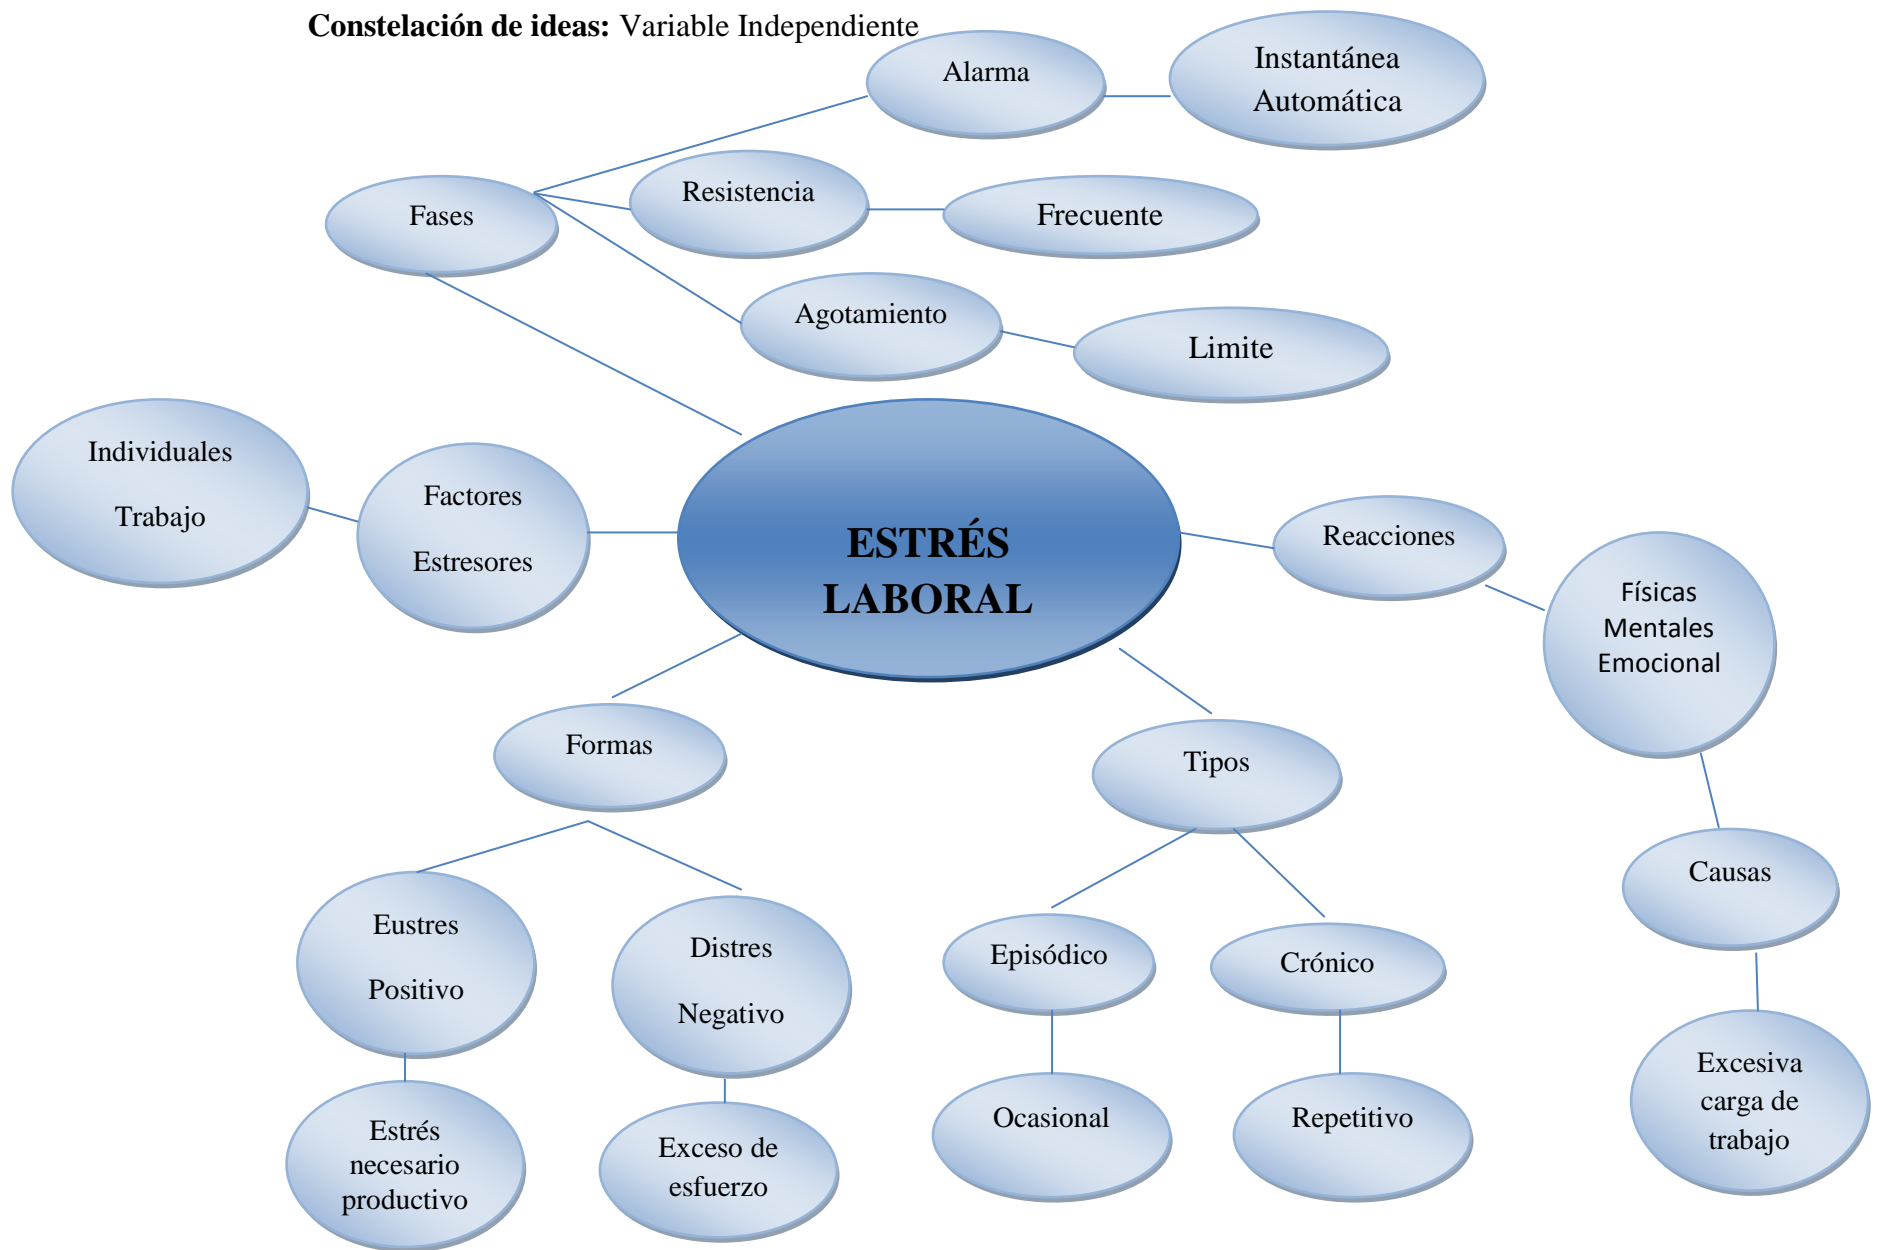 Constelación de ideas: Variable Independiente
Alarma
Instantánea
Automática
Resistencia
Frecuente
Fases
Agotamiento
Limite
Individuales
Trabajo
Factores
Estresores
ESTRÉS
LABORAL
Reacciones
Físicas
Mentales
Emocional
Formas
Tipos
Causas
Eustres
Positivo
Distres
Negativo
Episódico
Crónico
Estrés
necesario
productivo
Exceso de
esfuerzo
Ocasional
Repetitivo
Excesiva
carga de
trabajo